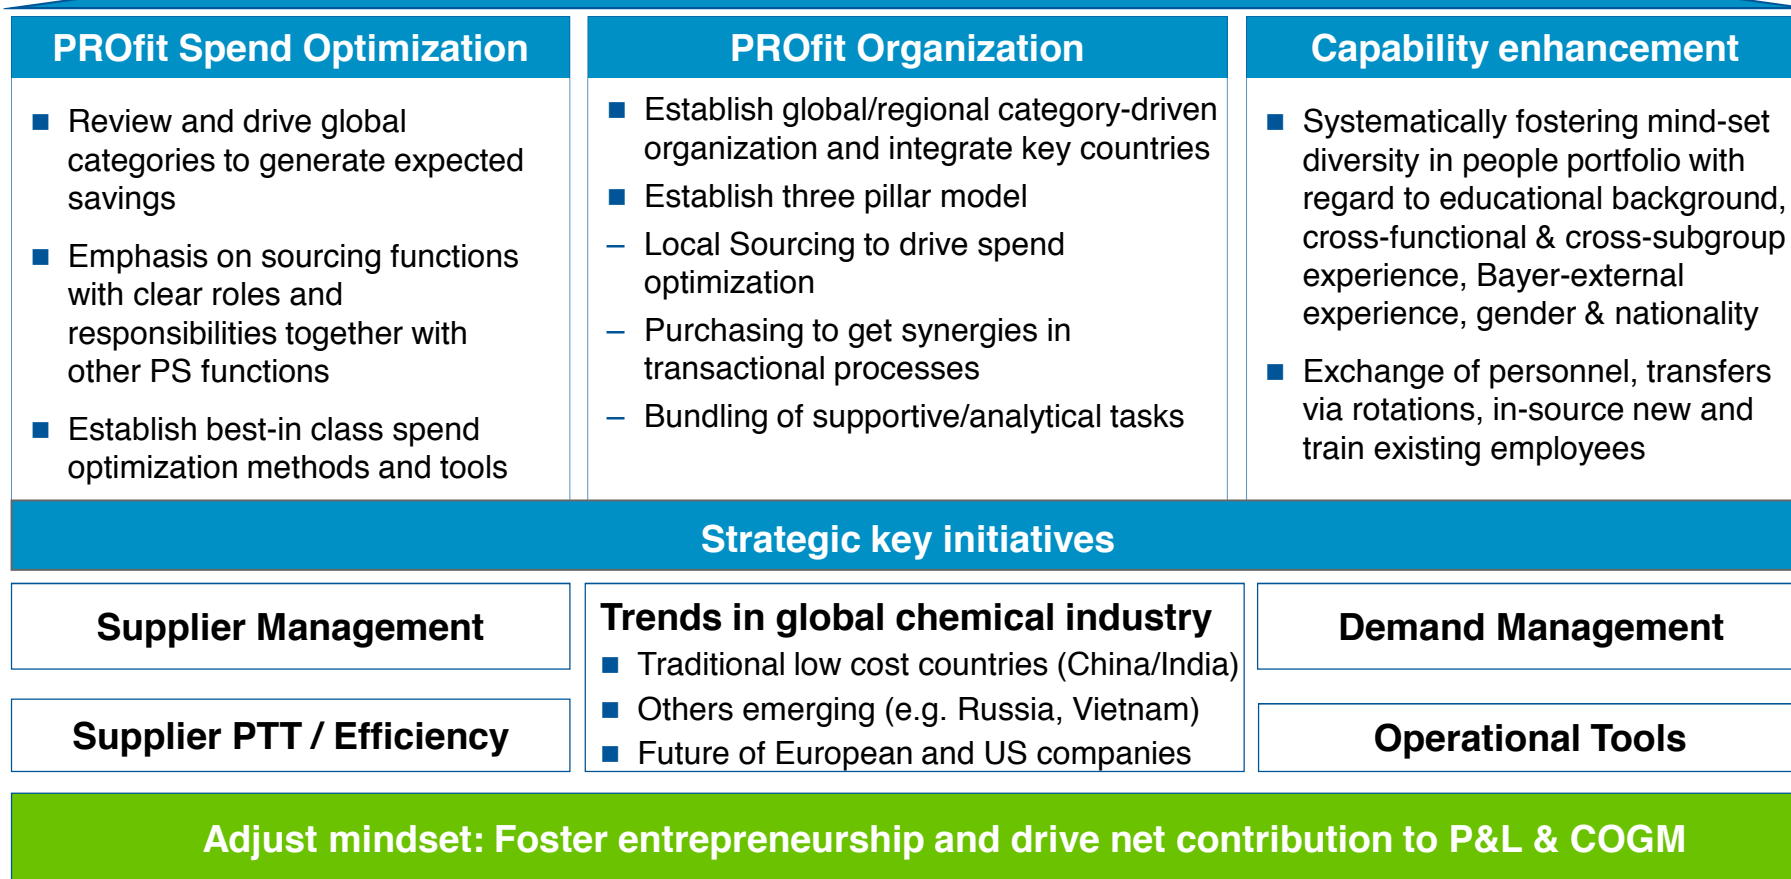 PROfit Spend Optimization
■ Review and drive global
categories to generate expected
savings
■ Emphasis on sourcing functions
with clear roles and
responsibilities together with
other PS functions
■ Establish best-in class spend
optimization methods and tools
PROfit Organization
■ Establish global/regional category-driven
organization and integrate key countries
■ Establish three pillar model
– Local Sourcing to drive spend
optimization
– Purchasing to get synergies in
transactional processes
– Bundling of supportive/analytical tasks
Capability enhancement
■ Systematically fostering mind-set
diversity in people portfolio with
regard to educational background,
cross-functional & cross-subgroup
experience, Bayer-external
experience, gender & nationality
■ Exchange of personnel, transfers
via rotations, in-source new and
train existing employees
Strategic key initiatives
Supplier Management
Supplier PTT / Efficiency
Trends in global chemical industry
■ Traditional low cost countries (China/India)
■ Others emerging (e.g. Russia, Vietnam)
■ Future of European and US companies
Demand Management
Operational Tools
Adjust mindset: Foster entrepreneurship and drive net contribution to P&L & COGM